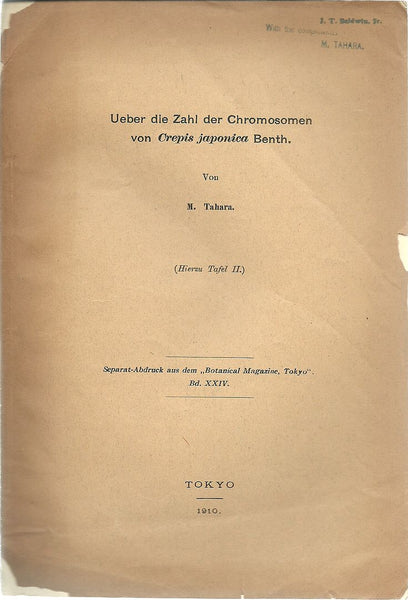 J. T. Baldwin, Jr.
With the compliments
M. TAHARA.
Ueber die Zahl der Chromosomen
von Crepis japonica Benth.
Von
M. Tahara.
(Hierzu Tafel II.)
Separat-Abdruck aus dem „Botanical Magazine, Tokyo".
Bd. XXIV.
TOKYO
1910.